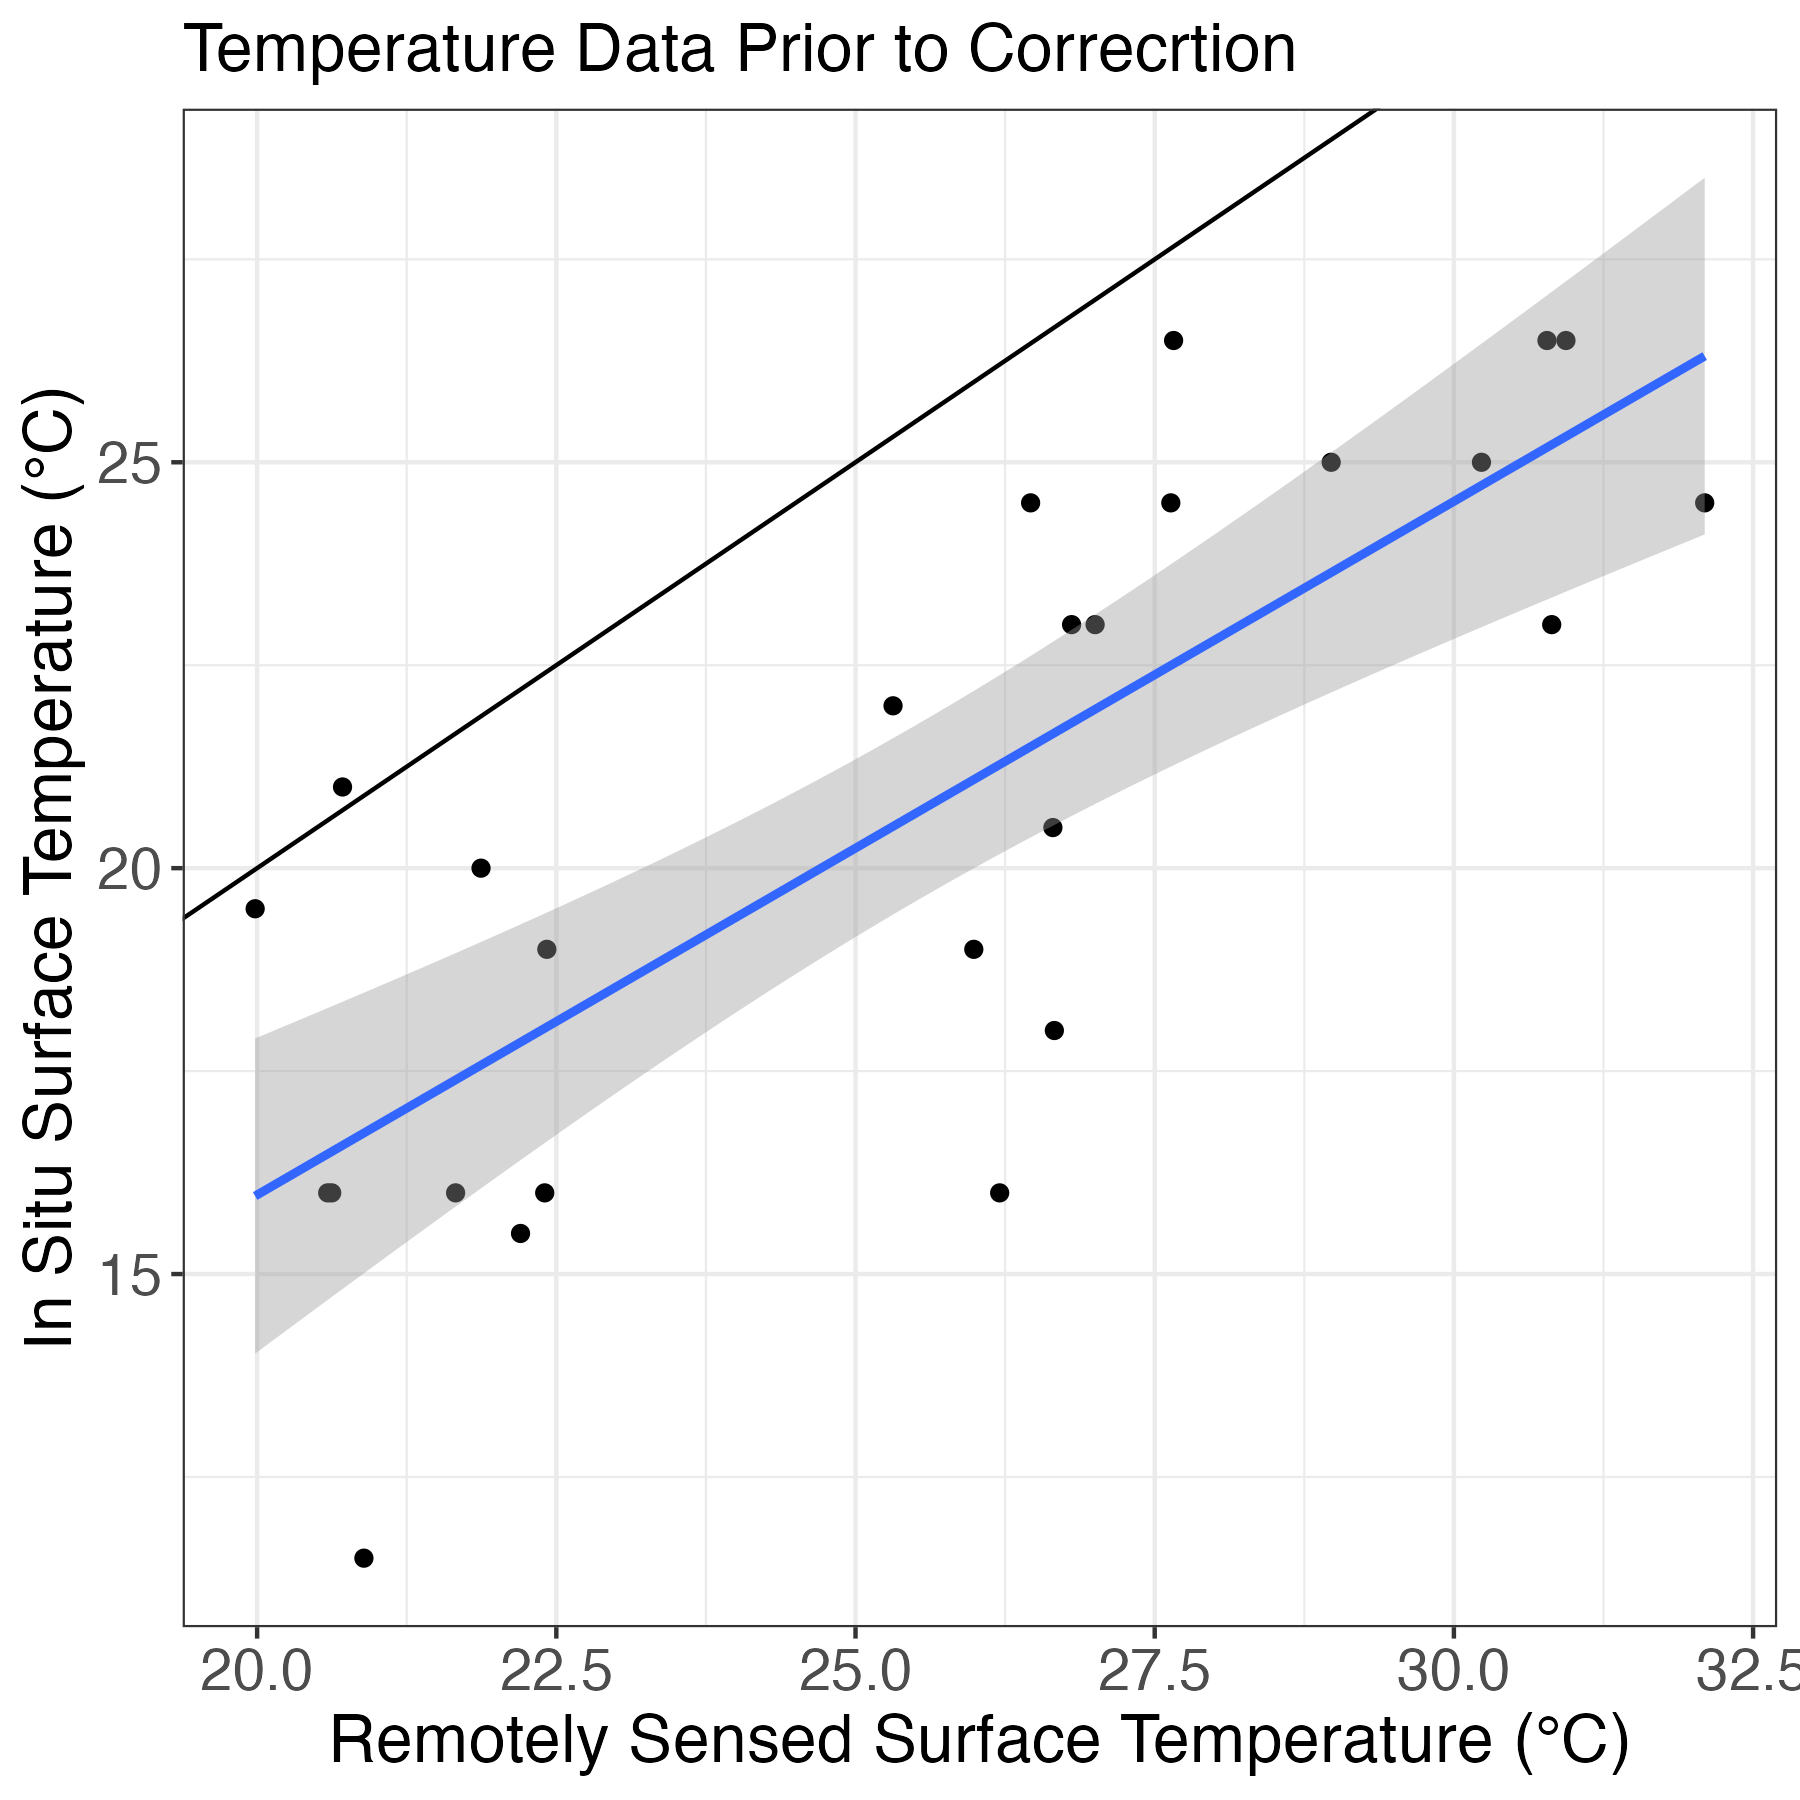 Temperature Data Prior to Correcrtion
In Situ Surface Temperature (°C)
25
20
15
20.0 22.5 25.0 27.5 30.0 32.5
Remotely Sensed Surface Temperature (°C)